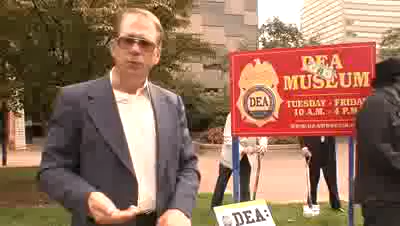 DEA
MUSEUM
DEA
TUESDAY - FRIDAY
10 A.M. - 4 P.M.
DEA: